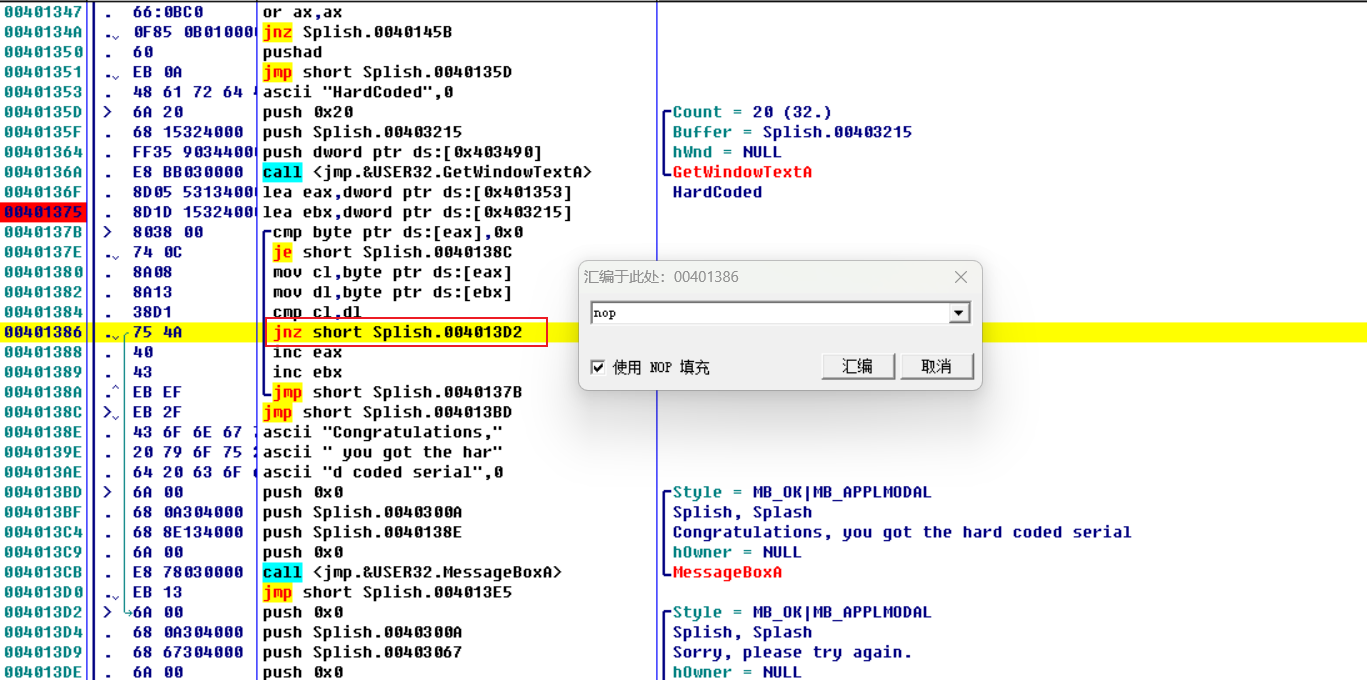 00401347 . 66:0BC0 or ax,ax
0040134A . 0F85 0B01000 jnz Splish.0040145B
00401350 . 60 pushad
00401351 . EB 0A jmp short Splish.0040135D
00401353 . 48 61 72 64 ascii "HardCoded",0
0040135D > 6A 20 push 0x20 Count = 20 (32.)
0040135F . 68 15324000 push Splish.00403215 Buffer = Splish.00403215
00401364 . FF35 9034400 push dword ptr ds:[0x403490] hWnd = NULL
0040136A . E8 BB030000 call <jmp.&USER32.GetWindowTextA> GetWindowTextA
0040136F . 8D05 5313400 lea eax,dword ptr ds:[0x401353] HardCoded
00401375 . 8D1D 1532400 lea ebx,dword ptr ds:[0x403215]
0040137B > 8038 00 cmp byte ptr ds:[eax],0x0
0040137E . 74 0C je short Splish.0040138C
00401380 . 8A08 mov cl,byte ptr ds:[eax]
00401382 . 8A13 mov dl,byte ptr ds:[ebx]
00401384 . 38D1 cmp cl,dl
00401386 . 75 4A jnz short Splish.004013D2
00401388 . 40 inc eax
00401389 . 43 inc ebx
0040138A . EB EF jmp short Splish.0040137B
0040138C > EB 2F jmp short Splish.004013BD
0040138E . 43 6F 6E 67 ascii "Congratulations,"
0040139E . 20 79 6F 75 ascii " you got the har"
004013AE . 64 20 63 6F ascii "d coded serial",0
004013BD > 6A 00 push 0x0 Style = MB_OK|MB_APPLMODAL
004013BF . 68 0A304000 push Splish.0040300A Splish, Splash
004013C4 . 68 8E134000 push Splish.0040138E Congratulations, you got the hard coded serial
004013C9 . 6A 00 push 0x0 hOwner = NULL
004013CB . E8 78030000 call <jmp.&USER32.MessageBoxA> MessageBoxA
004013D0 . EB 13 jmp short Splish.004013E5
004013D2 > 6A 00 push 0x0 Style = MB_OK|MB_APPLMODAL
004013D4 . 68 0A304000 push Splish.0040300A Splish, Splash
004013D9 . 68 67304000 push Splish.00403067 Sorry, please try again.
004013DE . 6A 00 push 0x0 hOwner = NULL
汇编于此处: 00401386
nop
使用 NOP 填充
汇编
取消